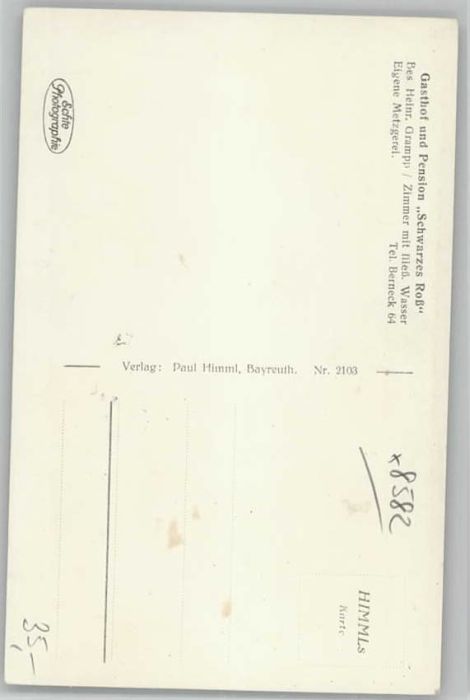 Gasthof und Pension „Schwarzes Roß“
Bes Heinr. Grampp / Zimmer mit fließ. Wasser
Eigene Metzgerei. Tel. Berneck 64
Echte
Photographie
Verlag: Paul Himml, Bayreuth. Nr. 2103
x8582
HIMMLs
Karte
35,-